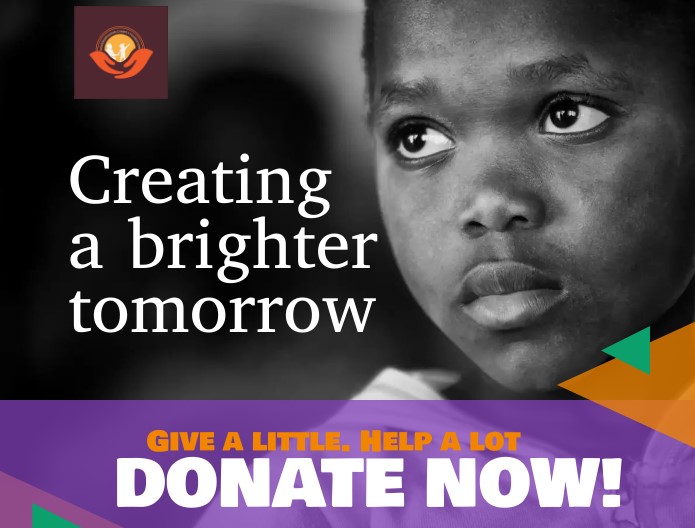 Creating
a brighter
tomorrow
Give a little. Help a lot
DONATE NOW!